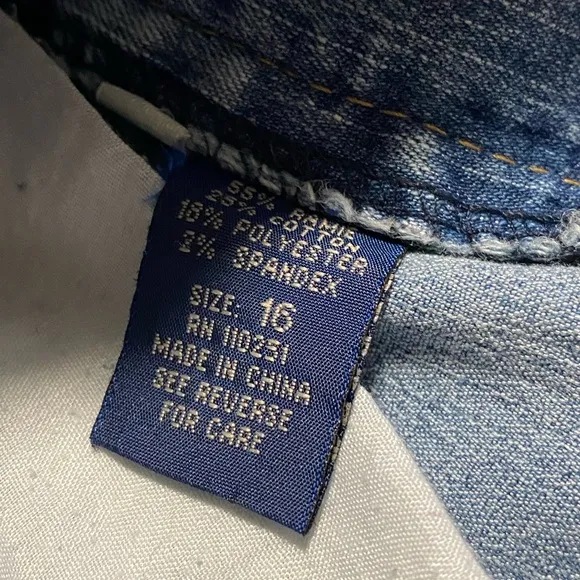 55% RAMIE
25% COTTON
18% POLYESTER
2% SPANDEX
SIZE: 16
RN 110251
MADE IN CHINA
SEE REVERSE
FOR CARE